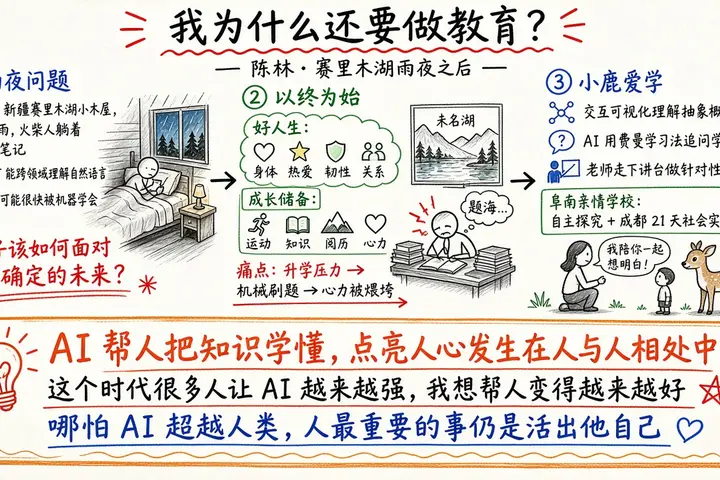 我为什么还要做教育？
— 陈林·赛里木湖雨夜之后 —
雨夜问题
新疆赛里木湖小木屋，
雨，火柴人躺着
笔记
能跨领域理解自然语言
可能很快被机器学会
子该如何面对
确定的未来？
② 以终为始
好人生：
身体 热爱 韧性 关系
成长储备：
运动 知识 阅历 心力
痛点：升学压力 →
机械刷题 → 心力被煨垮
未名湖
题海…
③ 小鹿爱学
交互可视化理解抽象概
AI 用费曼学习法追问学
老师走下讲台做针对性
阜南亲情学校：
自主探究 + 成都 21 天社会实
我陪你一起
想明白！
AI 帮人把知识学懂，点亮人心发生在人与人相处中
这个时代很多人让 AI 越来越强，我想帮人变得越来越好
哪怕 AI 超越人类，人最重要的事仍是活出他自己